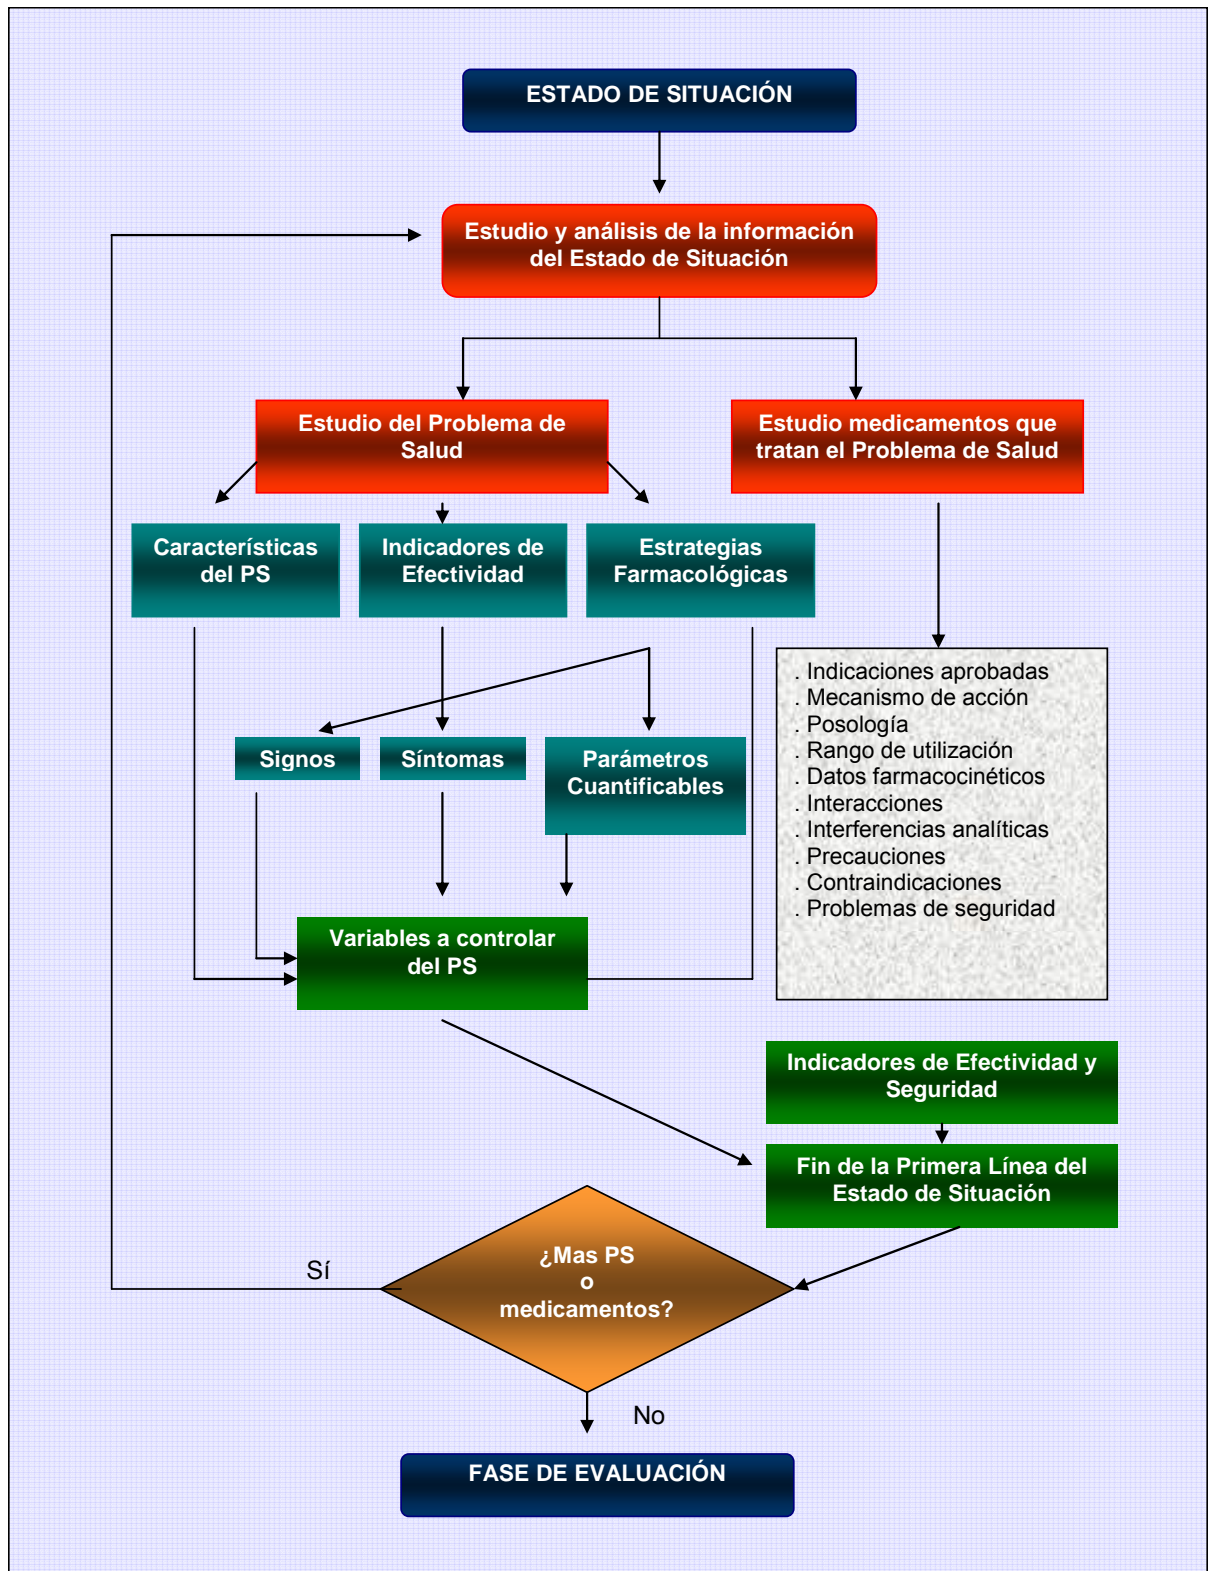 ESTADO DE SITUACIÓN
Estudio y análisis de la información
del Estado de Situación
Estudio del Problema de
Salud
Estudio medicamentos que
tratan el Problema de Salud
Características
del PS
Indicadores de
Efectividad
Estrategias
Farmacológicas
. Indicaciones aprobadas
. Mecanismo de acción
. Posología
. Rango de utilización
. Datos farmacocinéticos
. Interacciones
. Interferencias analíticas
. Precauciones
. Contraindicaciones
. Problemas de seguridad
Signos
Síntomas
Parámetros
Cuantificables
Variables a controlar
del PS
Indicadores de Efectividad y
Seguridad
Fin de la Primera Línea del
Estado de Situación
¿Mas PS
o
medicamentos?
Sí
No
FASE DE EVALUACIÓN